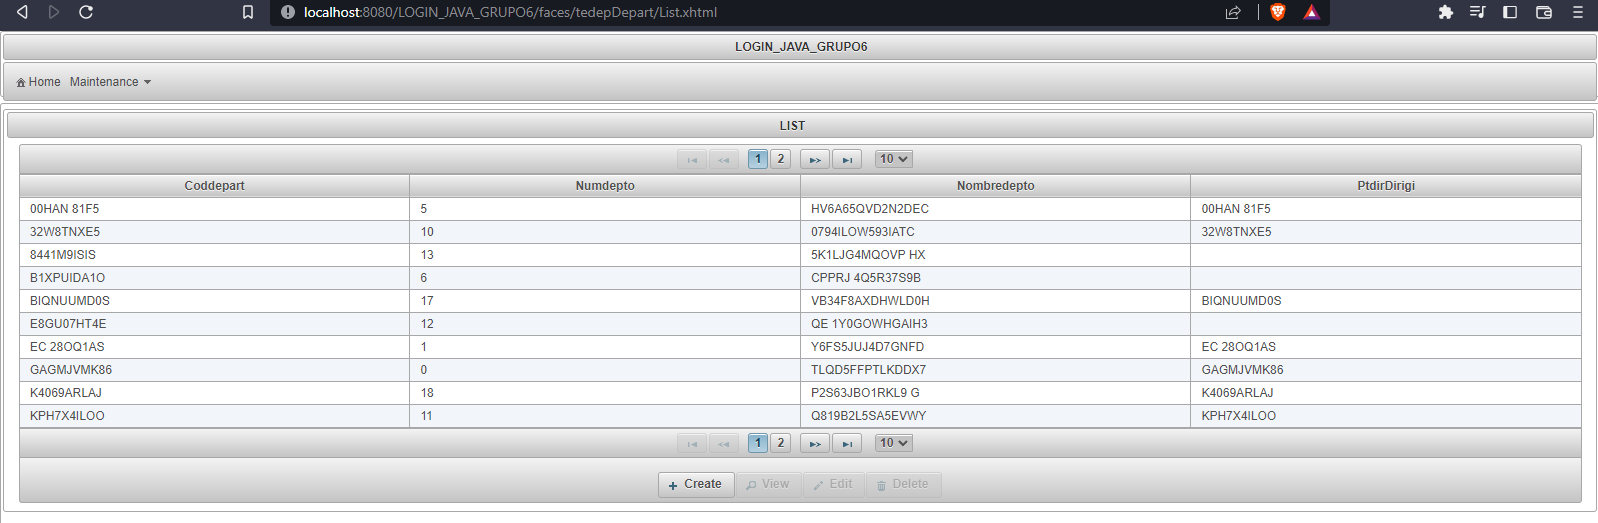 localhost:8080/LOGIN_JAVA_GRUPO6/faces/tedepDepart/List.xhtml
LOGIN_JAVA_GRUPO6
Home Maintenance
LIST
1 2 10
Coddepart Numdepto Nombredepto PtdirDirigi
00HAN 81F5 5 HV6A65QVD2N2DEC 00HAN 81F5
32W8TNXE5 10 0794ILOW593IATC 32W8TNXE5
8441M9ISIS 13 5K1LJG4MQOVP HX
B1XPUIDA1O 6 CPPRJ 4Q5R37S9B
BIQNUUMD0S 17 VB34F8AXDHWLD0H BIQNUUMD0S
E8GU07HT4E 12 QE 1Y0GOWHGAIH3
EC 28OQ1AS 1 Y6FS5JUJ4D7GNFD EC 28OQ1AS
GAGMJVMK86 0 TLQD5FFPTLKDDX7 GAGMJVMK86
K4069ARLAJ 18 P2S63JBO1RKL9 G K4069ARLAJ
KPH7X4ILOO 11 Q819B2L5SA5EVWY KPH7X4ILOO
1 2 10
Create View Edit Delete